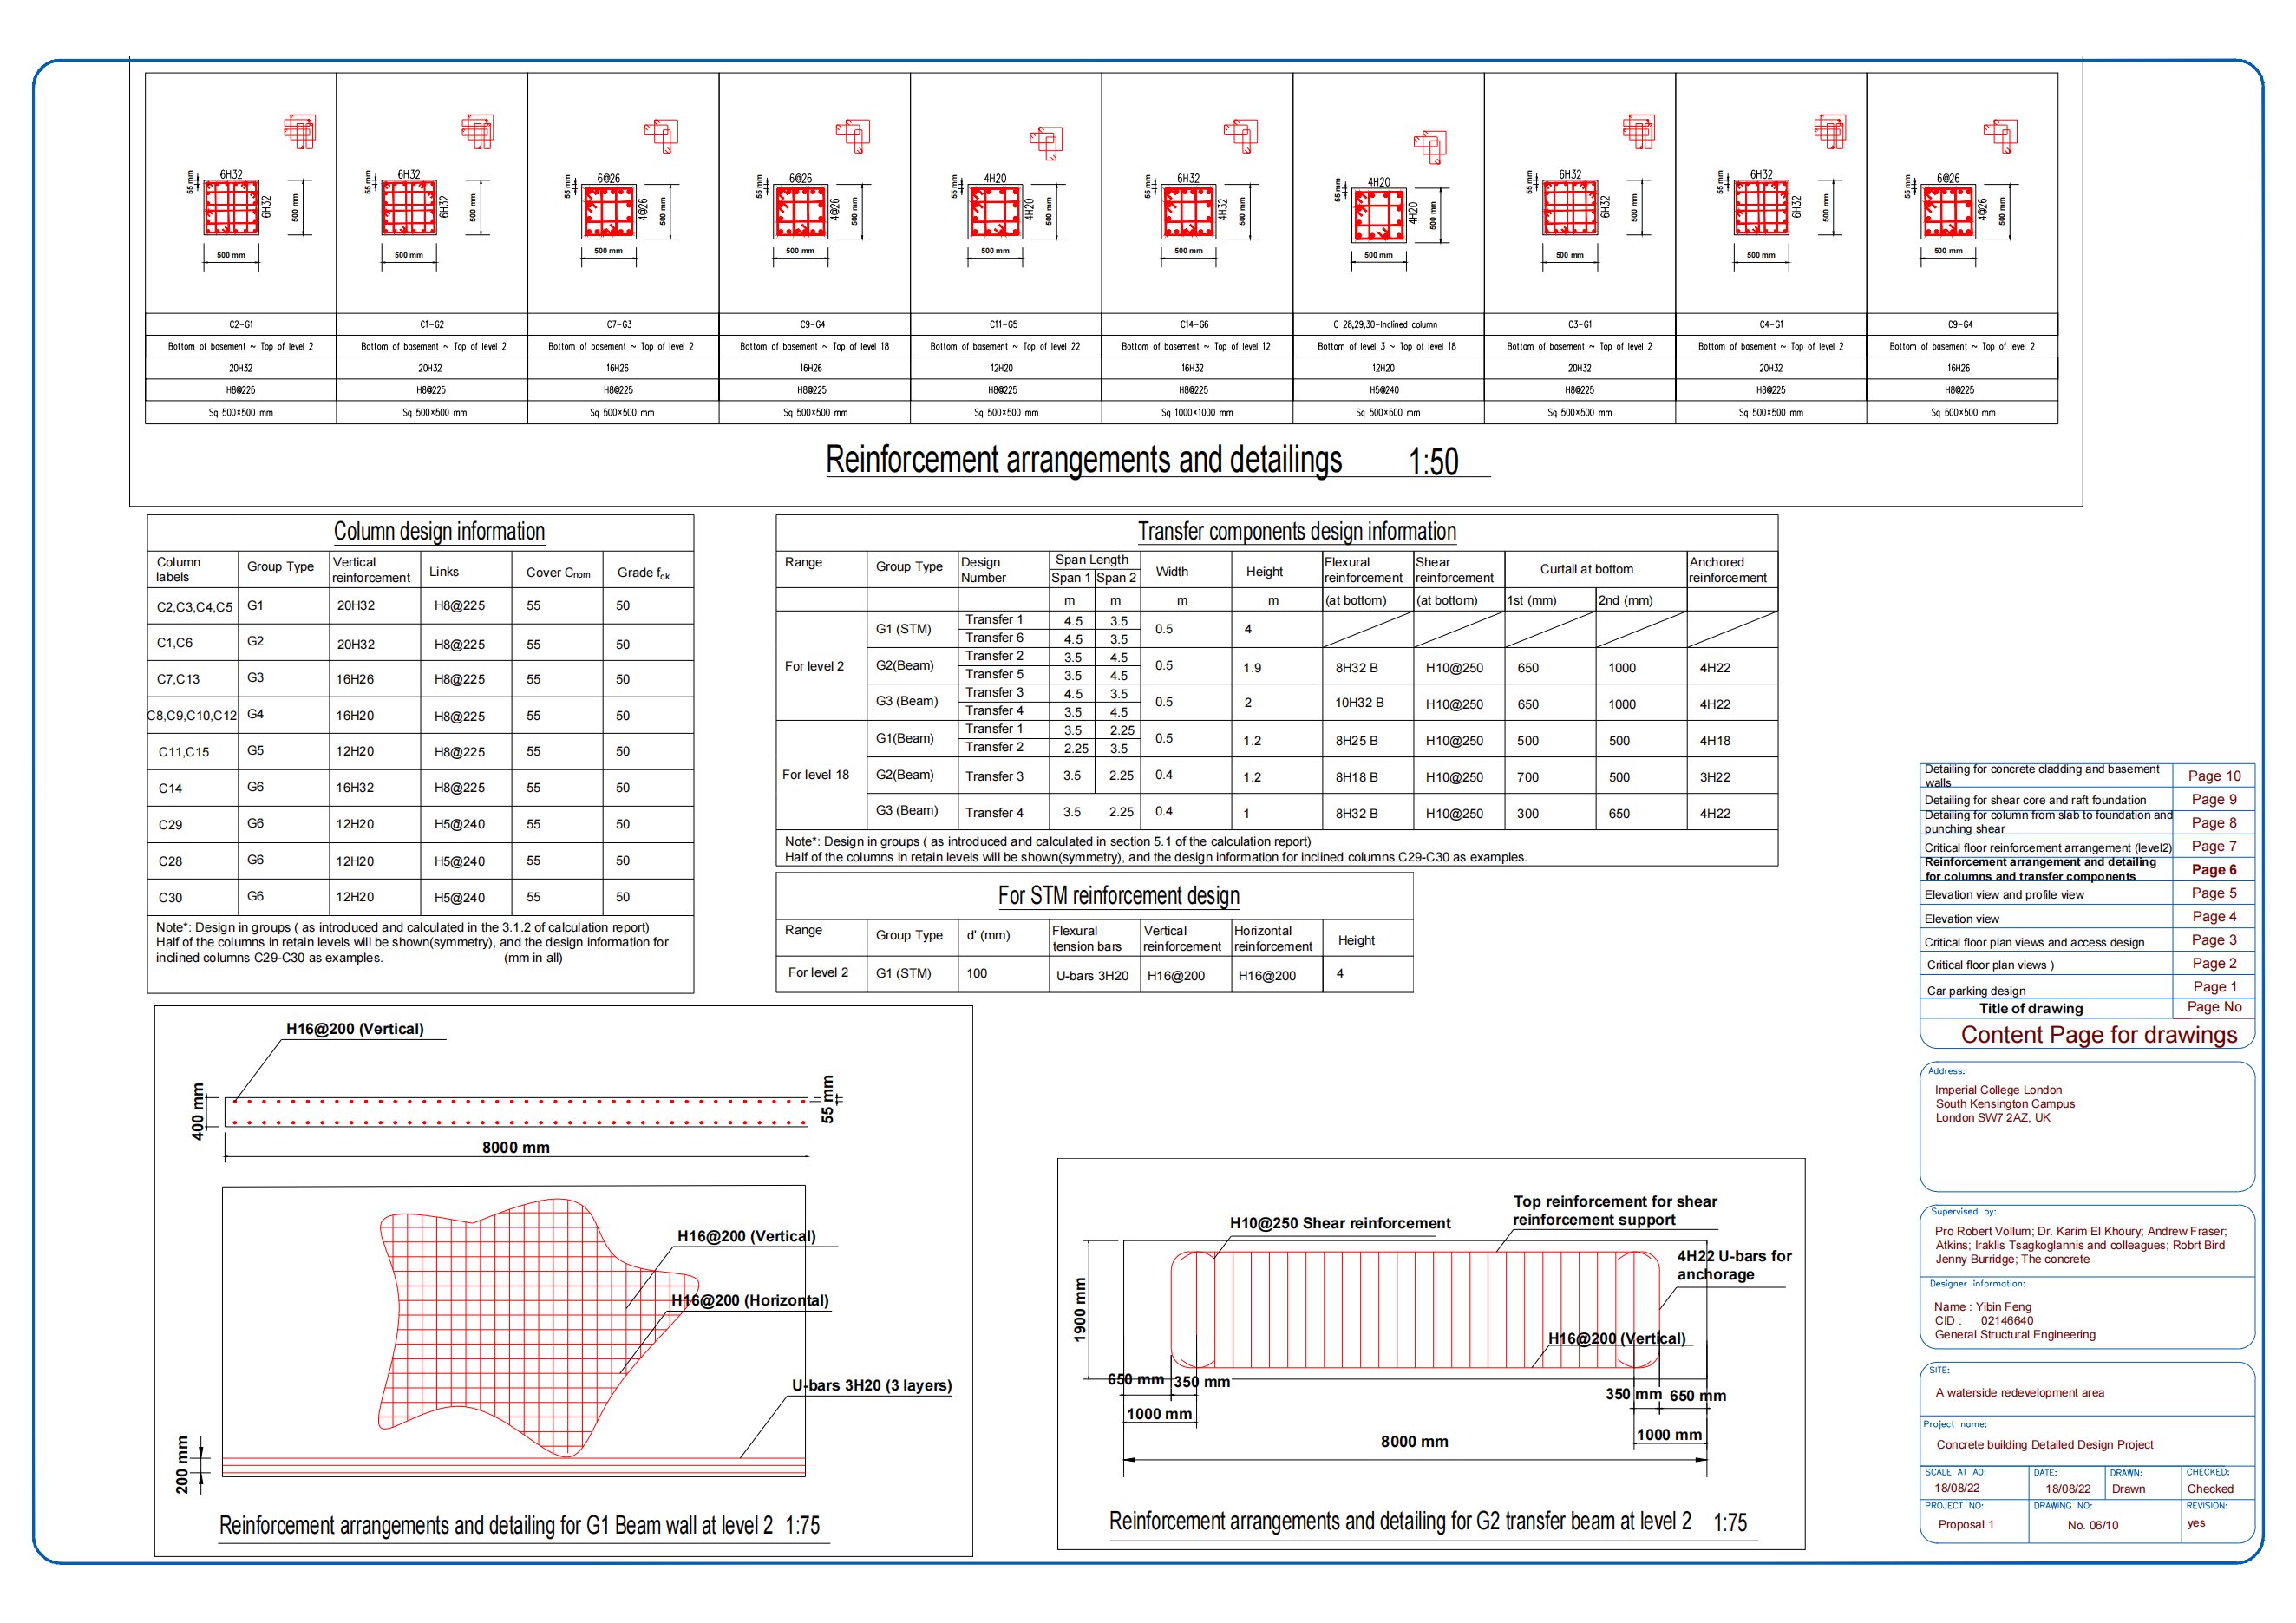 55 mm
6H32
6H32
500 mm
500 mm
55 mm
6H32
6H32
500 mm
500 mm
55 mm
6@26
4@26
500 mm
500 mm
55 mm
6@26
4@26
500 mm
500 mm
55 mm
4H20
4H20
500 mm
500 mm
55 mm
6H32
4H32
500 mm
500 mm
55 mm
4H20
4H20
500 mm
500 mm
55 mm
6H32
6H32
500 mm
500 mm
55 mm
6H32
6H32
500 mm
500 mm
55 mm
6@26
4@26
500 mm
500 mm
C2-G1 C1-G2 C7-G3 C9-G4 C11-G5 C14-G6 C 28,29,30-Inclined column C3-G1 C4-G1 C9-G4
Bottom of basement ~ Top of level 2 Bottom of basement ~ Top of level 2 Bottom of basement ~ Top of level 2 Bottom of basement ~ Top of level 18 Bottom of basement ~ Top of level 22 Bottom of basement ~ Top of level 12 Bottom of level 3 ~ Top of level 18 Bottom of basement ~ Top of level 2 Bottom of basement ~ Top of level 2 Bottom of basement ~ Top of level 2
20H32 20H32 16H26 16H26 12H20 16H32 12H20 20H32 20H32 16H26
H8@225 H8@225 H8@225 H8@225 H8@225 H8@225 H5@240 H8@225 H8@225 H8@225
Sq 500×500 mm Sq 500×500 mm Sq 500×500 mm Sq 500×500 mm Sq 500×500 mm Sq 1000×1000 mm Sq 500×500 mm Sq 500×500 mm Sq 500×500 mm Sq 500×500 mm
Reinforcement arrangements and detailings 1:50
Column design information
Column labels Group Type Vertical reinforcement Links Cover Cnom Grade fck
C2,C3,C4,C5 G1 20H32 H8@225 55 50
C1,C6 G2 20H32 H8@225 55 50
C7,C13 G3 16H26 H8@225 55 50
C8,C9,C10,C12 G4 16H20 H8@225 55 50
C11,C15 G5 12H20 H8@225 55 50
C14 G6 16H32 H8@225 55 50
C29 G6 12H20 H5@240 55 50
C28 G6 12H20 H5@240 55 50
C30 G6 12H20 H5@240 55 50
Note*: Design in groups ( as introduced and calculated in the 3.1.2 of calculation report)
Half of the columns in retain levels will be shown(symmetry), and the design information for
inclined columns C29-C30 as examples. (mm in all)
Transfer components design information
Range Group Type Design Number Span Length Width Height Flexural reinforcement Shear reinforcement Curtail at bottom Anchored reinforcement
Span 1 Span 2
m m m m (at bottom) (at bottom) 1st (mm) 2nd (mm)
For level 2
G1 (STM) Transfer 1 4.5 3.5 0.5 4
Transfer 6 4.5 3.5
G2(Beam) Transfer 2 3.5 4.5 0.5 1.9 8H32 B H10@250 650 1000 4H22
Transfer 5 3.5 4.5
G3 (Beam) Transfer 3 4.5 3.5 0.5 2 10H32 B H10@250 650 1000 4H22
Transfer 4 3.5 4.5
For level 18
G1(Beam) Transfer 1 3.5 2.25 0.5 1.2 8H25 B H10@250 500 500 4H18
Transfer 2 2.25 3.5
G2(Beam) Transfer 3 3.5 2.25 0.4 1.2 8H18 B H10@250 700 500 3H22
G3 (Beam) Transfer 4 3.5 2.25 0.4 1 8H32 B H10@250 300 650 4H22
Note*: Design in groups ( as introduced and calculated in section 5.1 of the calculation report)
Half of the columns in retain levels will be shown(symmetry), and the design information for inclined columns C29-C30 as examples.
For STM reinforcement design
Range Group Type d' (mm) Flexural tension bars Vertical reinforcement Horizontal reinforcement Height
For level 2 G1 (STM) 100 U-bars 3H20 H16@200 H16@200 4
H16@200 (Vertical)
400 mm
55 mm
8000 mm
H16@200 (Vertical)
H16@200 (Horizontal)
U-bars 3H20 (3 layers)
200 mm
Reinforcement arrangements and detailing for G1 Beam wall at level 2 1:75
Top reinforcement for shear
reinforcement support
H10@250 Shear reinforcement
4H22 U-bars for
anchorage
1900 mm
H16@200 (Vertical)
650 mm 350 mm
350 mm 650 mm
1000 mm
1000 mm
8000 mm
Reinforcement arrangements and detailing for G2 transfer beam at level 2 1:75
Detailing for concrete cladding and basement walls Page 10
Detailing for shear core and raft foundation Page 9
Detailing for column from slab to foundation and punching shear Page 8
Critical floor reinforcement arrangement (level2) Page 7
Reinforcement arrangement and detailing for columns and transfer components Page 6
Elevation view and profile view Page 5
Elevation view Page 4
Critical floor plan views and access design Page 3
Critical floor plan views ) Page 2
Car parking design Page 1
Title of drawing Page No
Content Page for drawings
Address:
Imperial College London
South Kensington Campus
London SW7 2AZ, UK
Supervised by:
Pro Robert Vollum; Dr. Karim El Khoury; Andrew Fraser;
Atkins; Iraklis Tsagkoglannis and colleagues; Robrt Bird
Jenny Burridge; The concrete
Designer information:
Name : Yibin Feng
CID : 02146640
General Structural Engineering
SITE:
A waterside redevelopment area
Project name:
Concrete building Detailed Design Project
SCALE AT A0: DATE: DRAWN: CHECKED:
18/08/22 18/08/22 Drawn Checked
PROJECT NO: DRAWING NO: REVISION:
Proposal 1 No. 06/10 yes